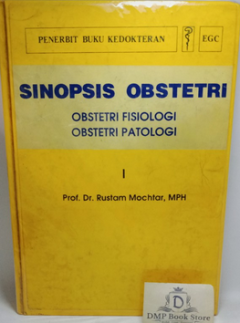 PENERBIT BUKU KEDOKTERAN EGC
SINOPSIS OBSTETRI
OBSTETRI FISIOLOGI
OBSTETRI PATOLOGI
I
Prof. Dr. Rustam Mochtar, MPH
D
DMP Book Store